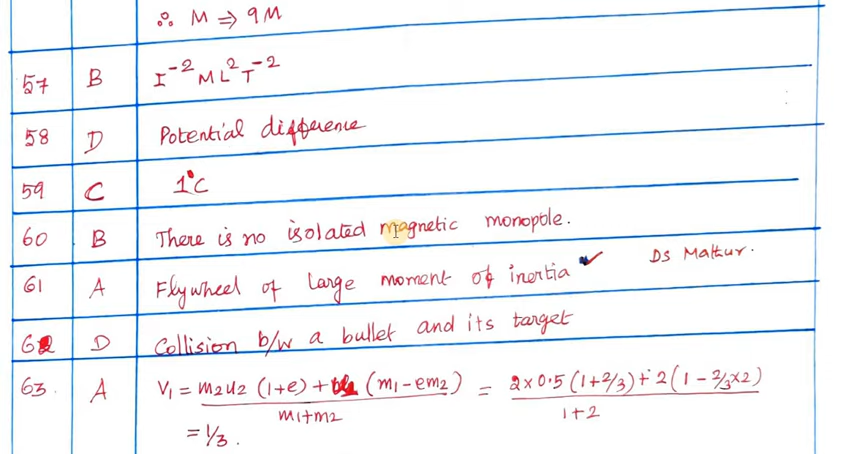 ∴ M ⇒ 9M
57 B I⁻² M L² T⁻²
58 D Potential difference
59 C 1°C
60 B There is no isolated magnetic monopole.
61 A Flywheel of large moment of inertia ✓ DS Mathur.
62 D Collision b/w a bullet and its target
63. A V₁ = m₂u₂ (1+e) + (m₁ - em₂) / m₁+m₂ = 2 × 0.5 (1+2/3) + 2 (1 - 2/3×2) / 1+2
= 1/3.